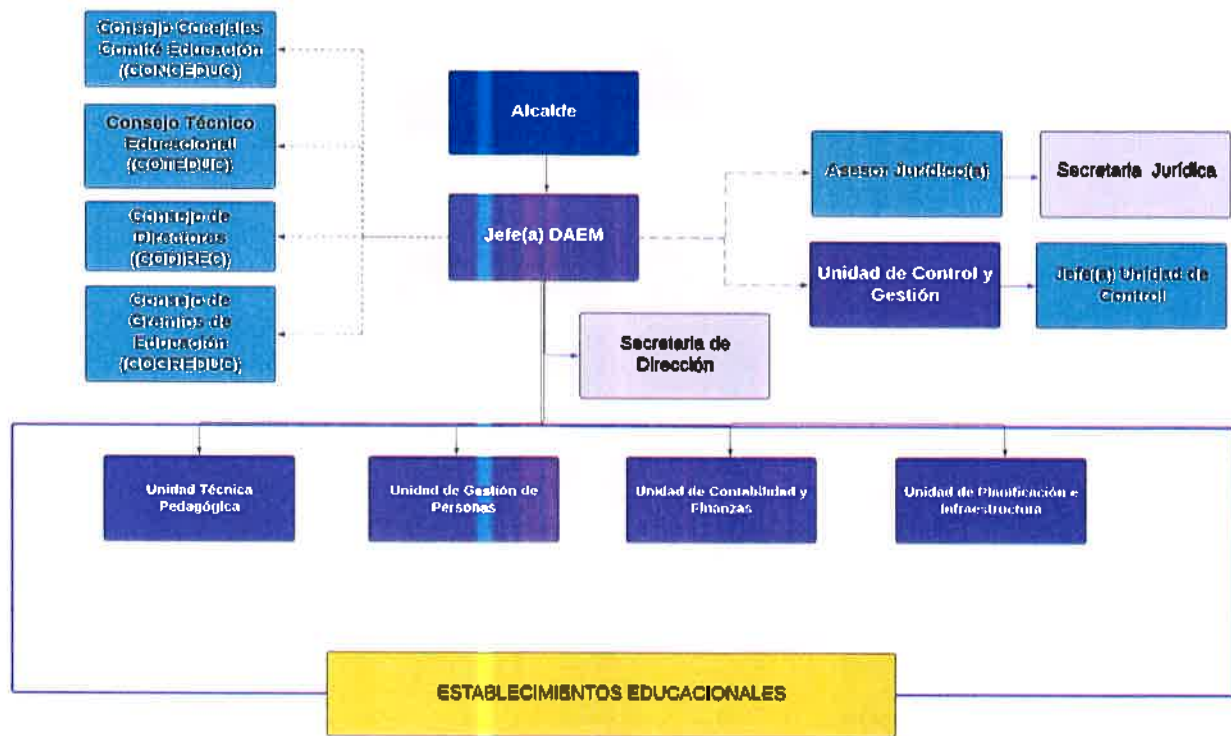 Consejo Cocejales
Comité Educación
(CONCEDUC)
Consejo Técnico
Educacional
(COTEDUC)
Consejo de
Directores
(CODIREC)
Consejo de
Gremios de
Educación
(COGREDUC)
Alcalde
Jefe(a) DAEM
Asesor Jurídico(a)
Secretaria Jurídica
Unidad de Control y
Gestión
Jefe(a) Unidad de
Control
Secretaria de
Dirección
Unidad Técnica
Pedagógica
Unidad de Gestión de
Personas
Unidad de Contabilidad y
Finanzas
Unidad de Planificación e
Infraestructura
ESTABLECIMIENTOS EDUCACIONALES